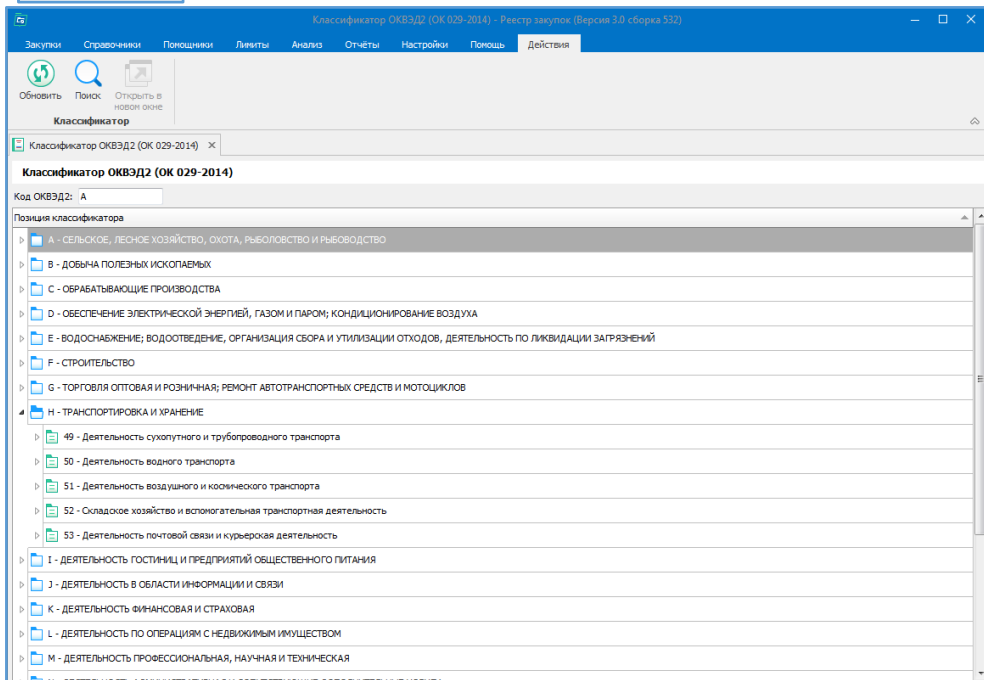 Классификатор ОКВЭД2 (ОК 029-2014) - Реестр закупок (Версия 3.0 сборка 532)
Закупки Справочники Помощники Лимиты Анализ Отчёты Настройки Помощь Действия
Обновить Поиск Открыть в новом окне
Классификатор
Классификатор ОКВЭД2 (ОК 029-2014)
Классификатор ОКВЭД2 (ОК 029-2014)
Код ОКВЭД2: A
Позиция классификатора
A - СЕЛЬСКОЕ, ЛЕСНОЕ ХОЗЯЙСТВО, ОХОТА, РЫБОЛОВСТВО И РЫБОВОДСТВО
B - ДОБЫЧА ПОЛЕЗНЫХ ИСКОПАЕМЫХ
C - ОБРАБАТЫВАЮЩИЕ ПРОИЗВОДСТВА
D - ОБЕСПЕЧЕНИЕ ЭЛЕКТРИЧЕСКОЙ ЭНЕРГИЕЙ, ГАЗОМ И ПАРОМ; КОНДИЦИОНИРОВАНИЕ ВОЗДУХА
E - ВОДОСНАБЖЕНИЕ; ВОДООТВЕДЕНИЕ, ОРГАНИЗАЦИЯ СБОРА И УТИЛИЗАЦИИ ОТХОДОВ, ДЕЯТЕЛЬНОСТЬ ПО ЛИКВИДАЦИИ ЗАГРЯЗНЕНИЙ
F - СТРОИТЕЛЬСТВО
G - ТОРГОВЛЯ ОПТОВАЯ И РОЗНИЧНАЯ; РЕМОНТ АВТОТРАНСПОРТНЫХ СРЕДСТВ И МОТОЦИКЛОВ
H - ТРАНСПОРТИРОВКА И ХРАНЕНИЕ
49 - Деятельность сухопутного и трубопроводного транспорта
50 - Деятельность водного транспорта
51 - Деятельность воздушного и космического транспорта
52 - Складское хозяйство и вспомогательная транспортная деятельность
53 - Деятельность почтовой связи и курьерская деятельность
I - ДЕЯТЕЛЬНОСТЬ ГОСТИНИЦ И ПРЕДПРИЯТИЙ ОБЩЕСТВЕННОГО ПИТАНИЯ
J - ДЕЯТЕЛЬНОСТЬ В ОБЛАСТИ ИНФОРМАЦИИ И СВЯЗИ
K - ДЕЯТЕЛЬНОСТЬ ФИНАНСОВАЯ И СТРАХОВАЯ
L - ДЕЯТЕЛЬНОСТЬ ПО ОПЕРАЦИЯМ С НЕДВИЖИМЫМ ИМУЩЕСТВОМ
M - ДЕЯТЕЛЬНОСТЬ ПРОФЕССИОНАЛЬНАЯ, НАУЧНАЯ И ТЕХНИЧЕСКАЯ